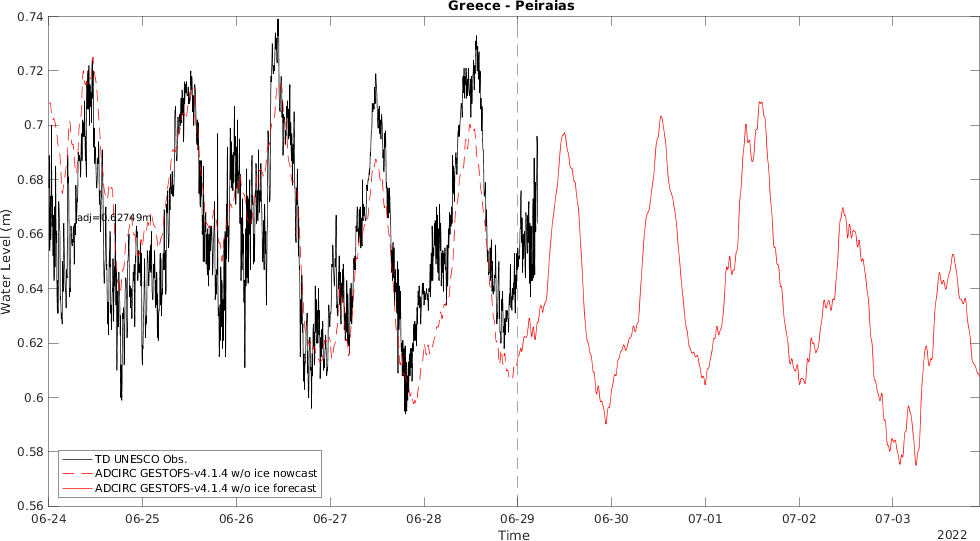 Greece - Peiraias
0.74
0.72
0.7
0.68
0.66
0.64
0.62
0.6
0.58
0.56
Water Level (m)
adj=0.62749m
TD UNESCO Obs.
ADCIRC GESTOFS-v4.1.4 w/o ice nowcast
ADCIRC GESTOFS-v4.1.4 w/o ice forecast
06-24 06-25 06-26 06-27 06-28 06-29 06-30 07-01 07-02 07-03
Time
2022